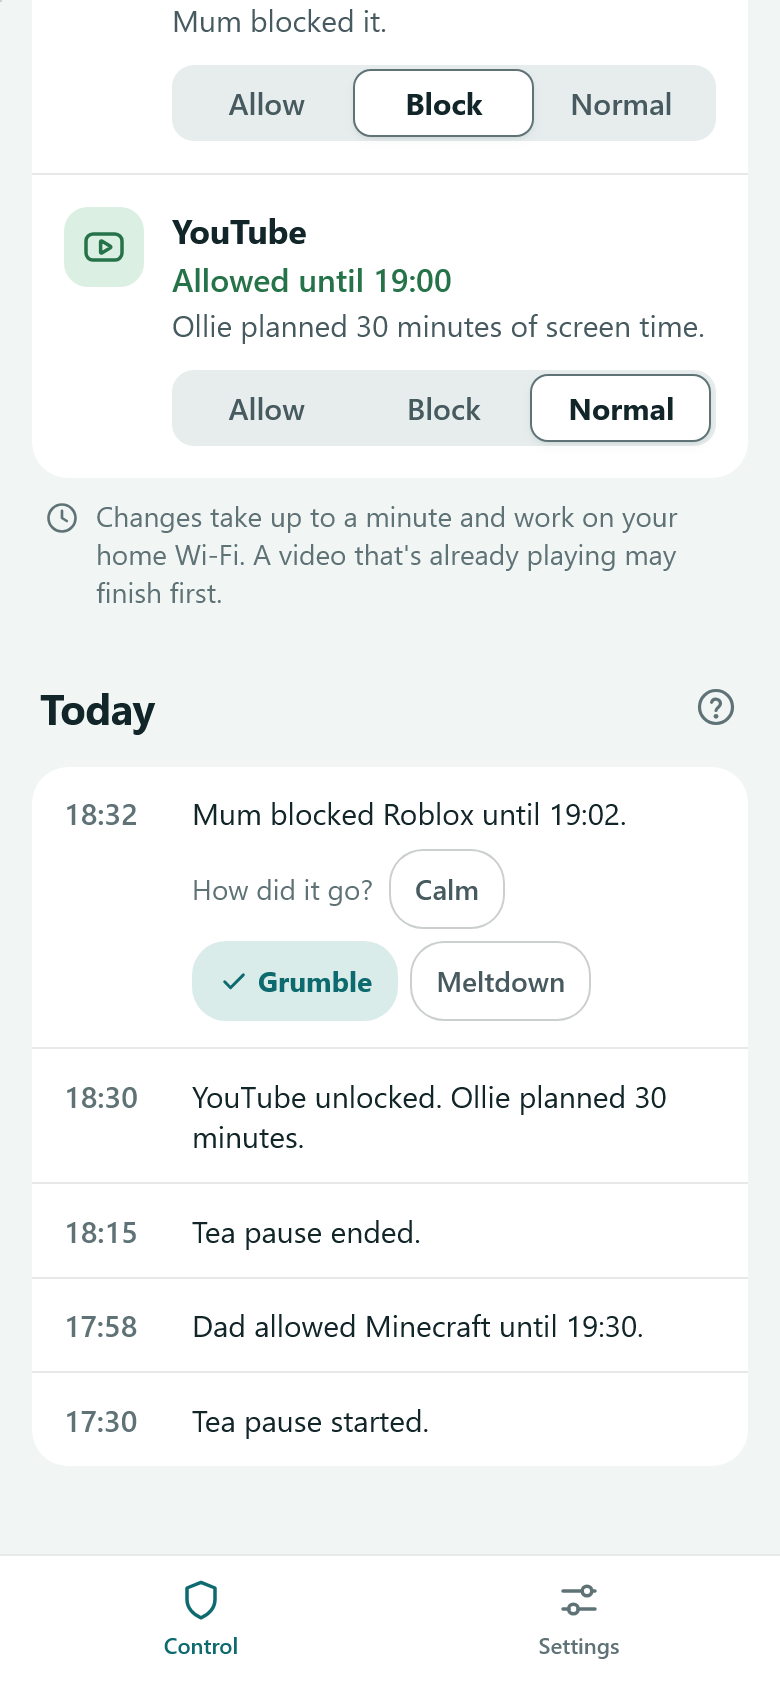 Mum blocked it.
Allow Block Normal
YouTube
Allowed until 19:00
Ollie planned 30 minutes of screen time.
Allow Block Normal
Changes take up to a minute and work on your
home Wi-Fi. A video that's already playing may
finish first.
Today
18:32 Mum blocked Roblox until 19:02.
How did it go? Calm
Grumble Meltdown
18:30 YouTube unlocked. Ollie planned 30
minutes.
18:15 Tea pause ended.
17:58 Dad allowed Minecraft until 19:30.
17:30 Tea pause started.
Control Settings